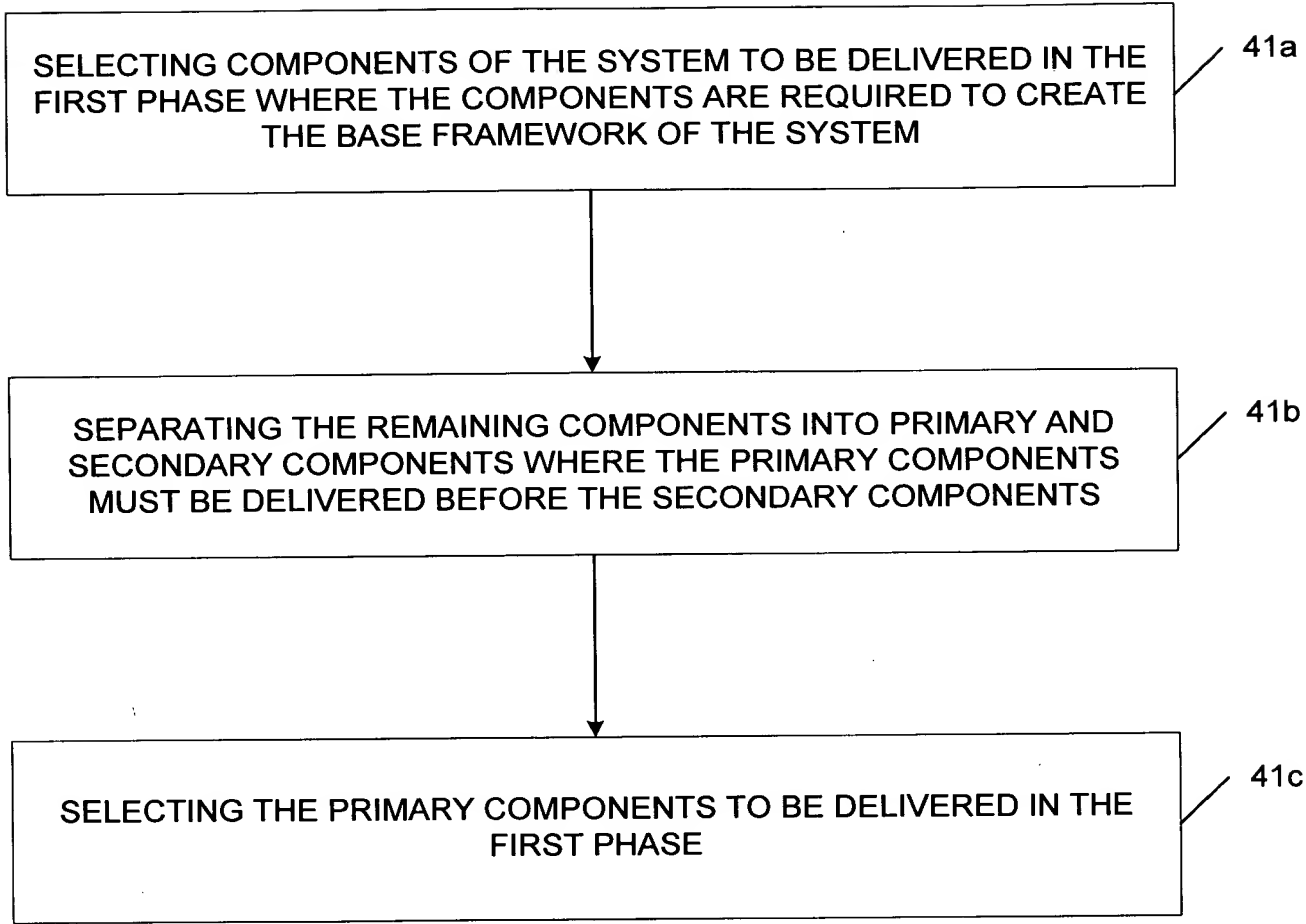 SELECTING COMPONENTS OF THE SYSTEM TO BE DELIVERED IN THE
FIRST PHASE WHERE THE COMPONENTS ARE REQUIRED TO CREATE
THE BASE FRAMEWORK OF THE SYSTEM
41a
SEPARATING THE REMAINING COMPONENTS INTO PRIMARY AND
SECONDARY COMPONENTS WHERE THE PRIMARY COMPONENTS
MUST BE DELIVERED BEFORE THE SECONDARY COMPONENTS
41b
SELECTING THE PRIMARY COMPONENTS TO BE DELIVERED IN THE
FIRST PHASE
41c